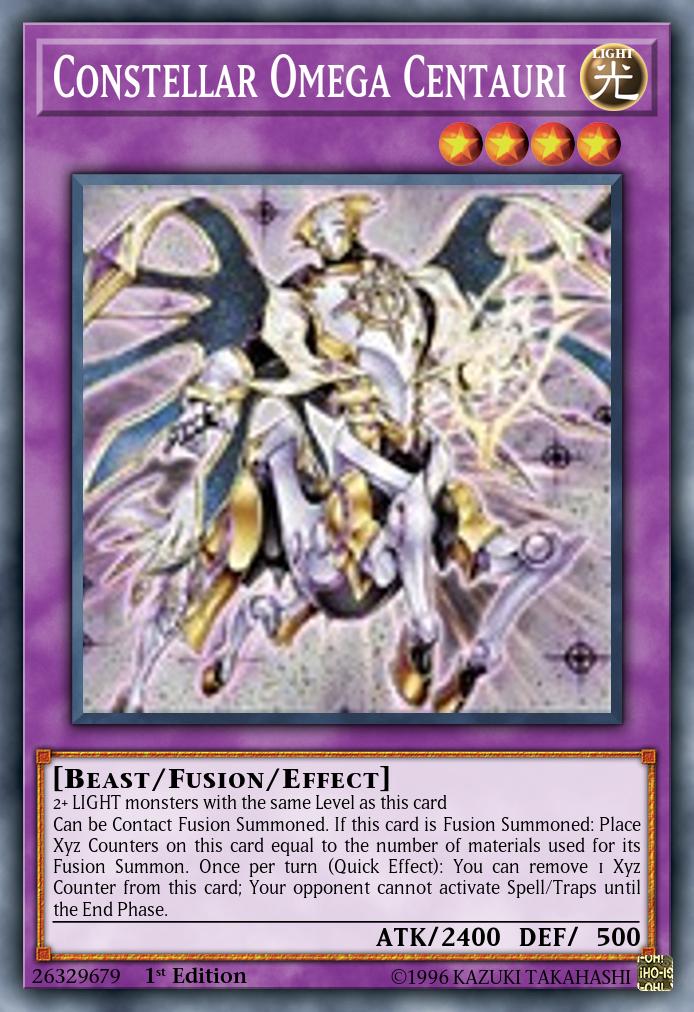 Constellar Omega Centauri
LIGHT
光
[Beast/Fusion/Effect]
2+ LIGHT monsters with the same Level as this card
Can be Contact Fusion Summoned. If this card is Fusion Summoned: Place
Xyz Counters on this card equal to the number of materials used for its
Fusion Summon. Once per turn (Quick Effect): You can remove 1 Xyz
Counter from this card; Your opponent cannot activate Spell/Traps until
the End Phase.
ATK/2400 DEF/ 500
26329679 1st Edition ©1996 KAZUKI TAKAHASHI